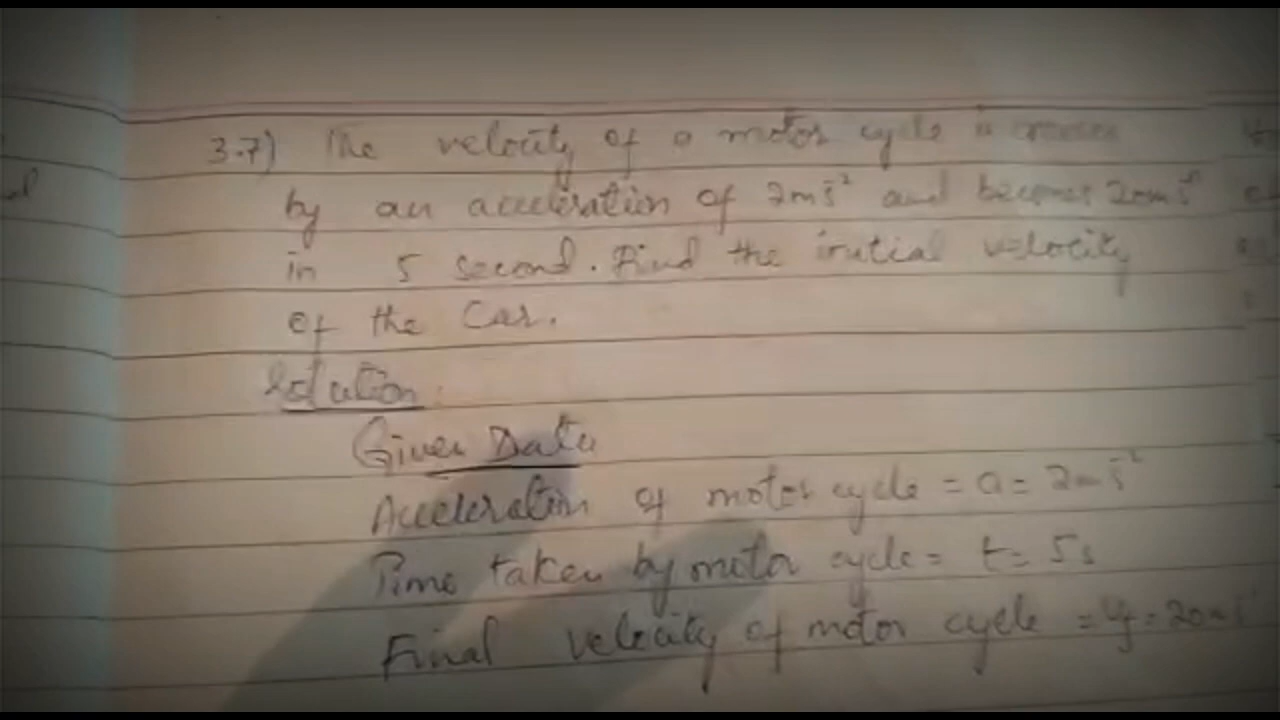 3.7) The velocity of a motor cycle increases
by an acceleration of 2ms⁻² and becomes 20ms⁻¹
in 5 second. Find the initial velocity
of the Car.
Solution:
Given Data
Acceleration of motor cycle = a = 2ms⁻²
Time taken by motor cycle = t = 5s
Final velocity of motor cycle = Vf = 20ms⁻¹